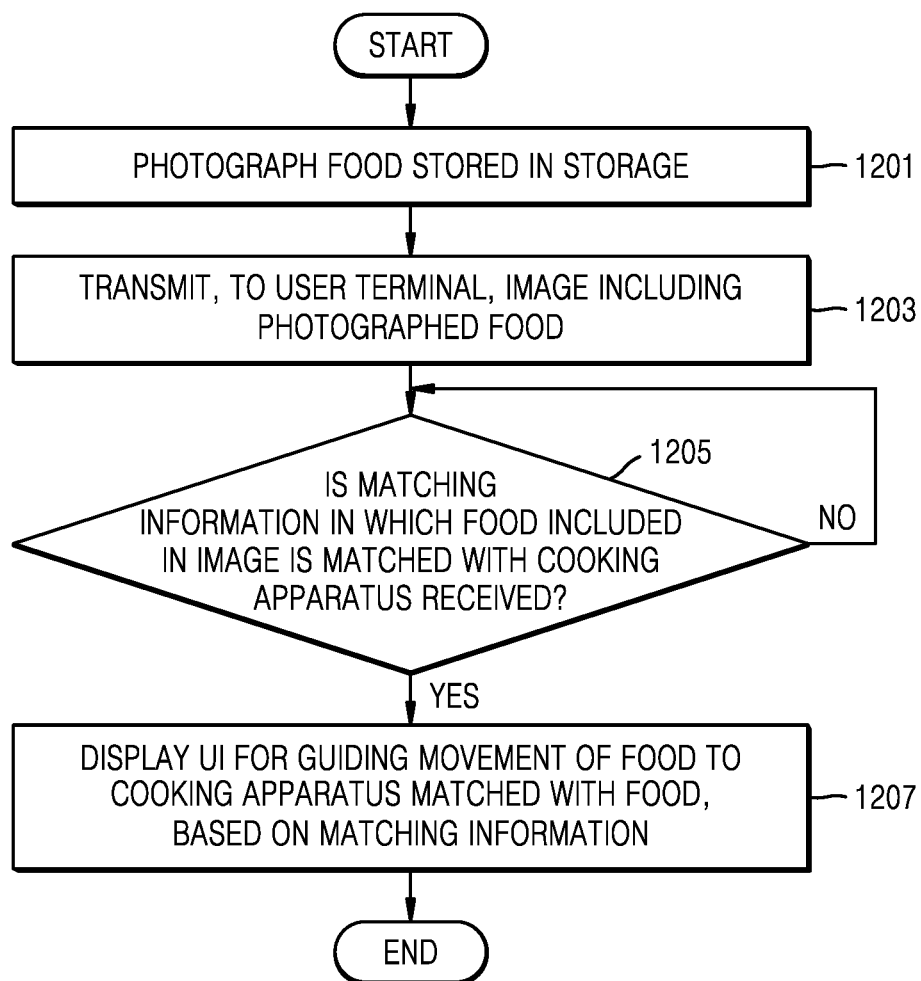 START
PHOTOGRAPH FOOD STORED IN STORAGE
1201
TRANSMIT, TO USER TERMINAL, IMAGE INCLUDING
PHOTOGRAPHED FOOD
1203
1205
IS MATCHING
INFORMATION IN WHICH FOOD INCLUDED
IN IMAGE IS MATCHED WITH COOKING
APPARATUS RECEIVED?
NO
YES
DISPLAY UI FOR GUIDING MOVEMENT OF FOOD TO
COOKING APPARATUS MATCHED WITH FOOD,
BASED ON MATCHING INFORMATION
1207
END